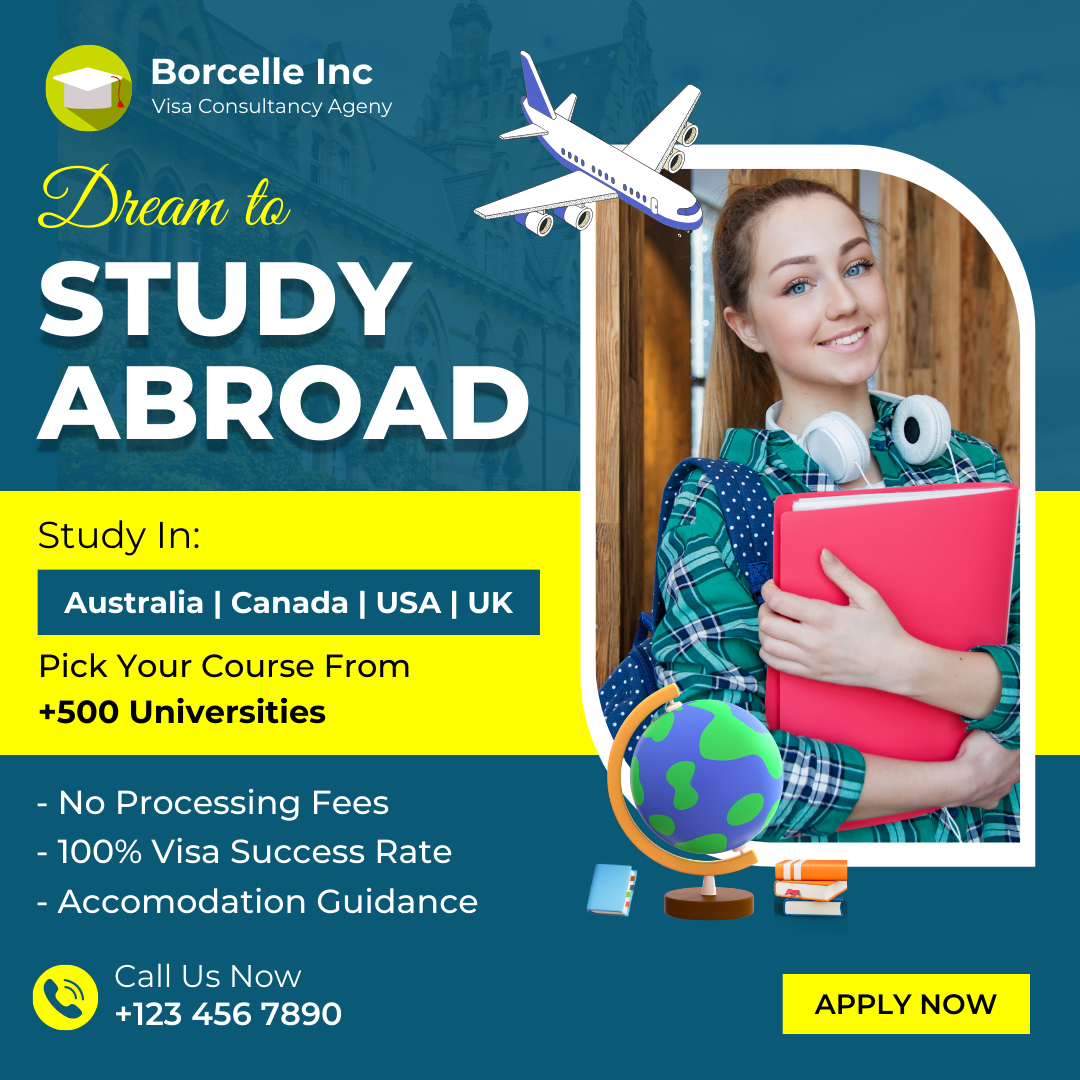 Borcelle Inc
Visa Consultancy Ageny
Dream to
STUDY
ABROAD
Study In:
Australia | Canada | USA | UK
Pick Your Course From
+500 Universities
- No Processing Fees
- 100% Visa Success Rate
- Accomodation Guidance
Call Us Now
+123 456 7890
APPLY NOW